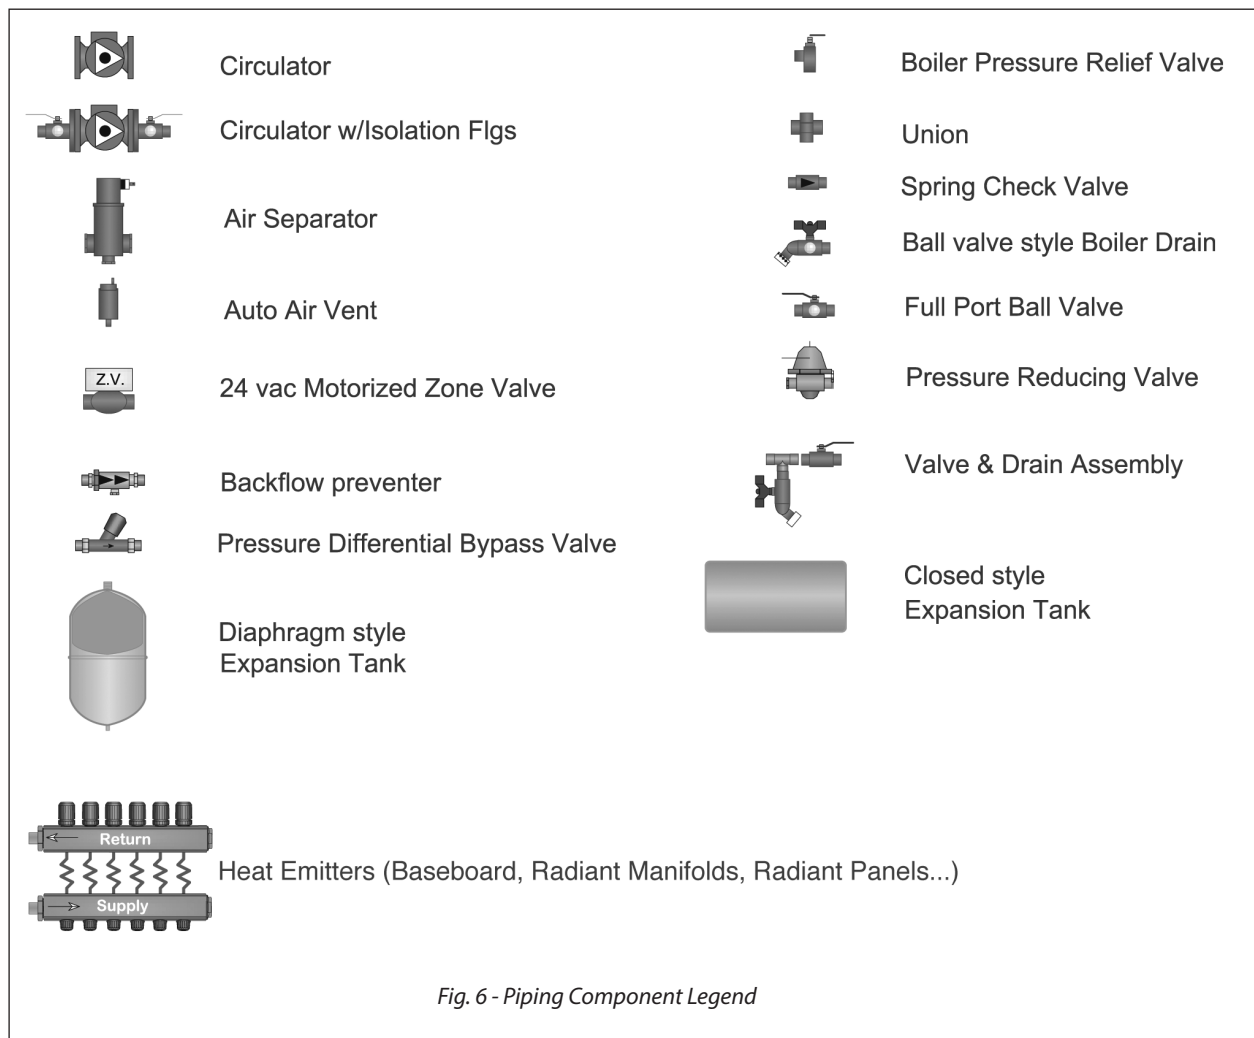 Circulator
Circulator w/Isolation Flgs
Air Separator
Auto Air Vent
Z.V.
24 vac Motorized Zone Valve
Backflow preventer
Pressure Differential Bypass Valve
Diaphragm style
Expansion Tank
Boiler Pressure Relief Valve
Union
Spring Check Valve
Ball valve style Boiler Drain
Full Port Ball Valve
Pressure Reducing Valve
Valve & Drain Assembly
Closed style
Expansion Tank
Return
Supply
Heat Emitters (Baseboard, Radiant Manifolds, Radiant Panels...)
Fig. 6 - Piping Component Legend